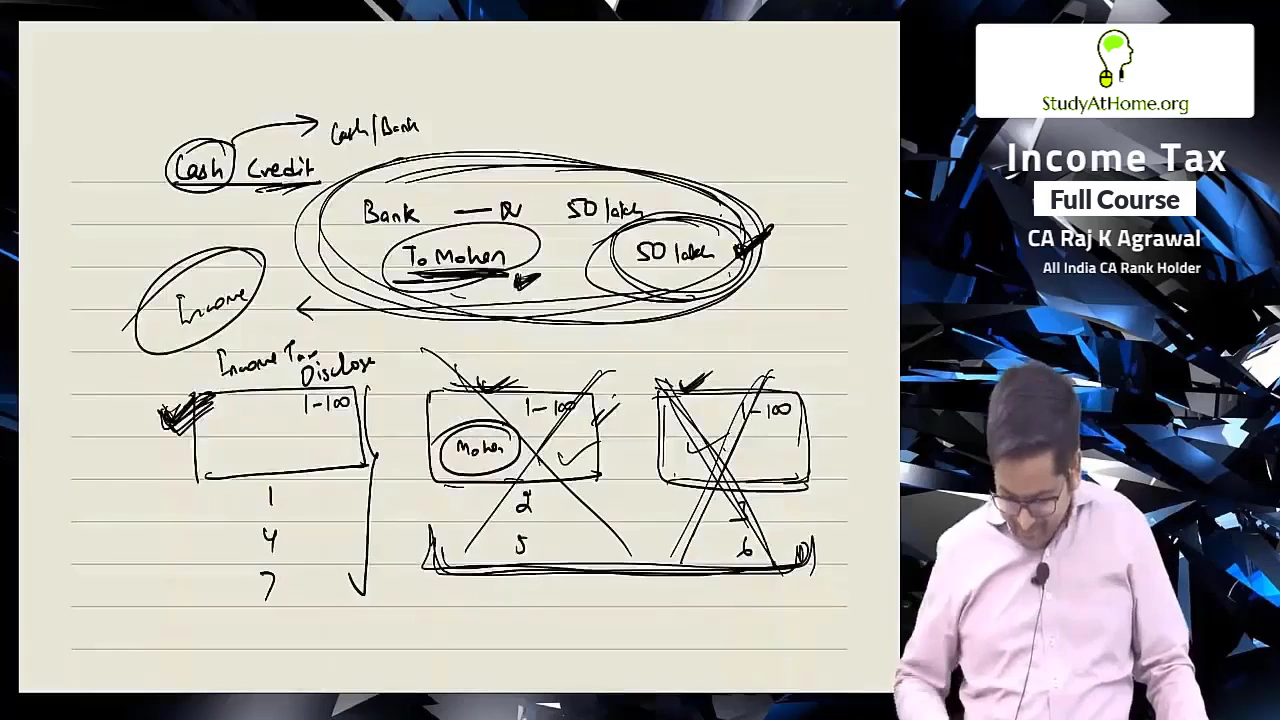 StudyAtHome.org
Income Tax
Full Course
CA Raj K Agrawal
All India CA Rank Holder
Cash/Bank
Cash Credit
Bank — Dr 50 lakh
To Mohan 50 lakh
Income
Income Tax
Disclose
1-100 1-100 1-100
Mohan
1 2 3
4 5 6
7